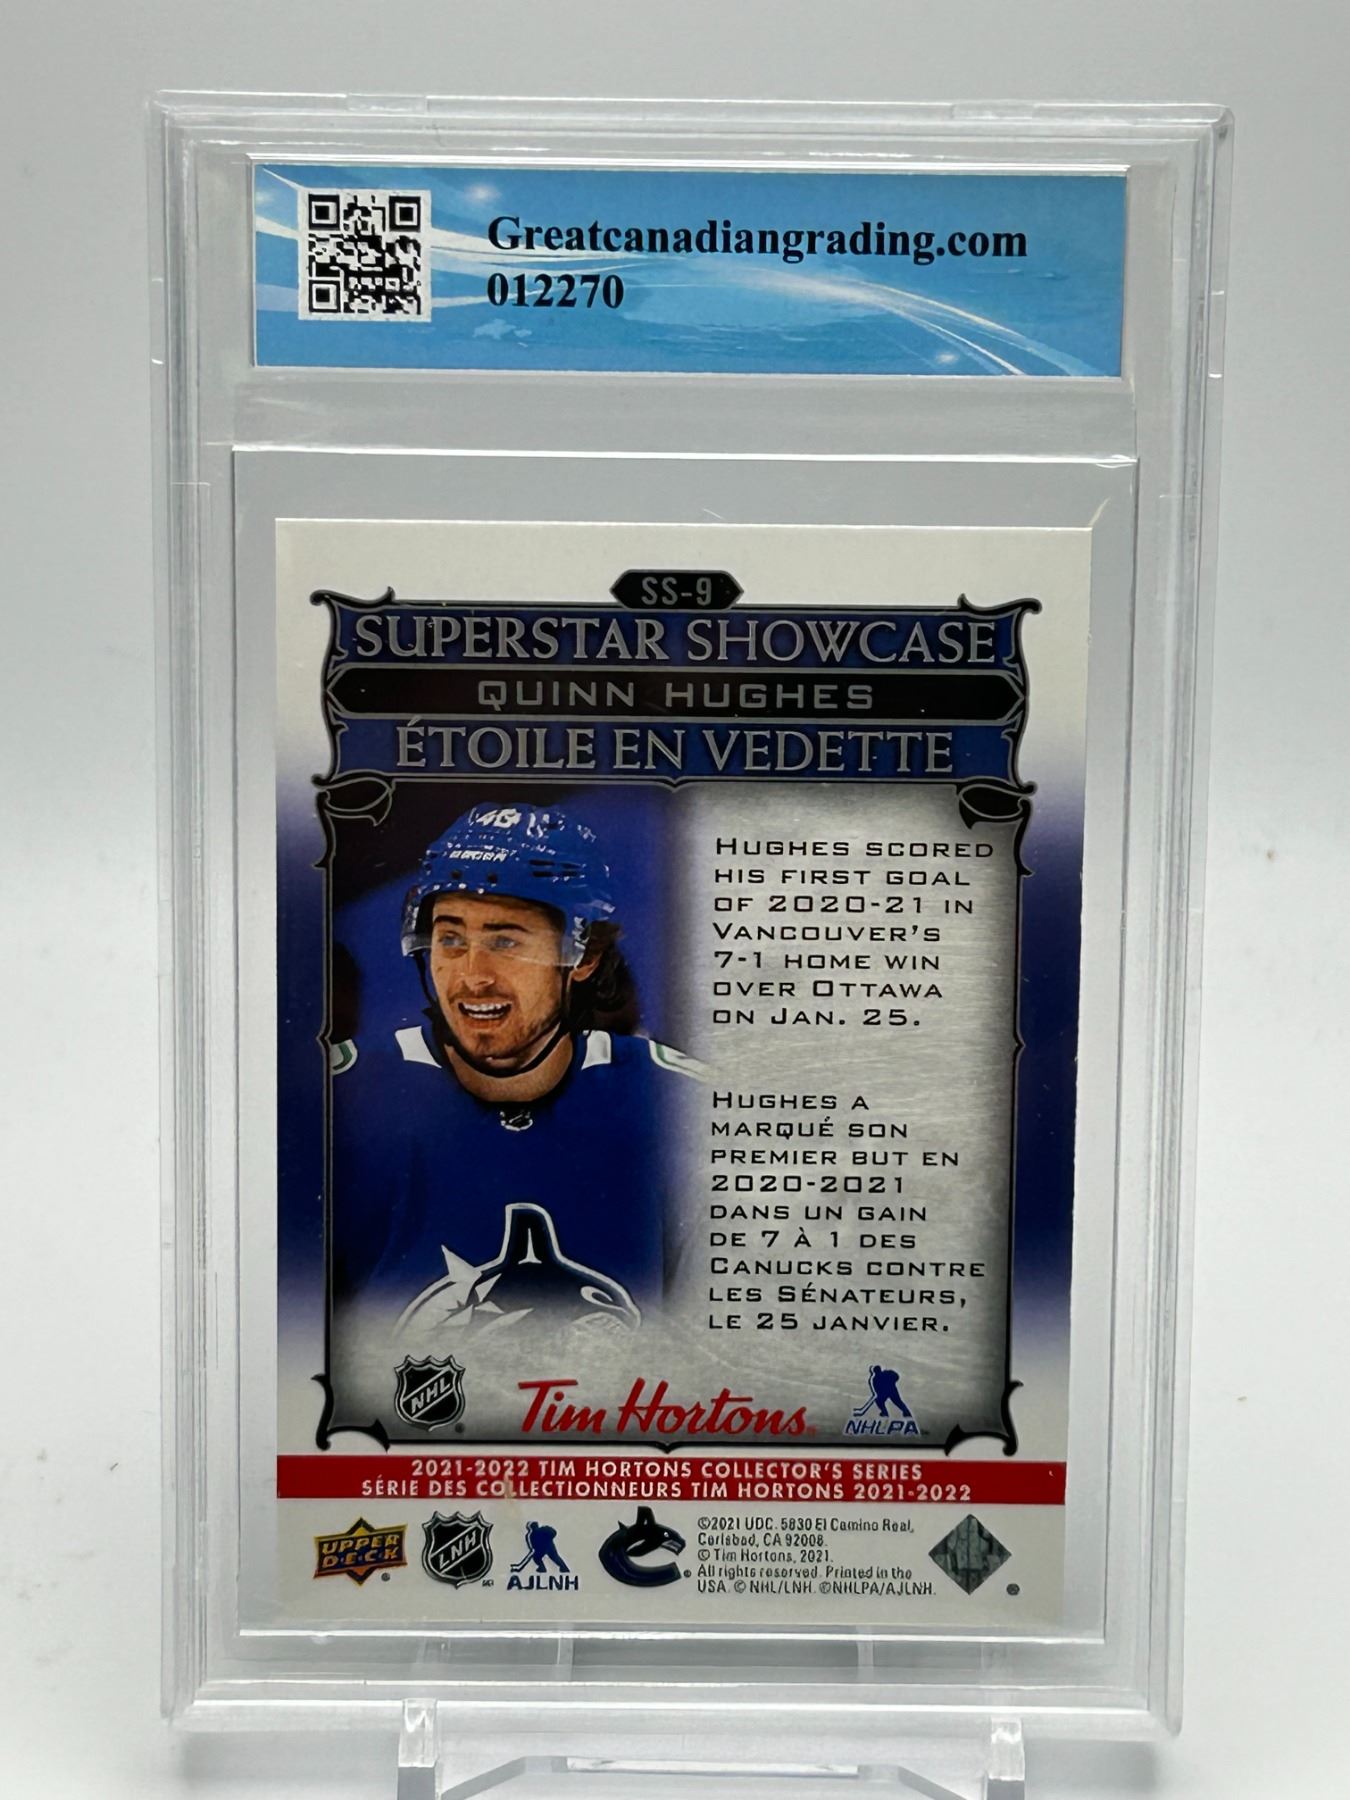 Greatcanadiangrading.com
012270
SS-9
SUPERSTAR SHOWCASE
QUINN HUGHES
ÉTOILE EN VEDETTE
HUGHES SCORED
HIS FIRST GOAL
OF 2020-21 IN
VANCOUVER'S
7-1 HOME WIN
OVER OTTAWA
ON JAN. 25.
HUGHES A
MARQUÉ SON
PREMIER BUT EN
2020-2021
DANS UN GAIN
DE 7 À 1 DES
CANUCKS CONTRE
LES SÉNATEURS,
LE 25 JANVIER.
NHL
Tim Hortons
NHLPA
2021-2022 TIM HORTONS COLLECTOR'S SERIES
SÉRIE DES COLLECTIONNEURS TIM HORTONS 2021-2022
UPPER
DECK
LNH
AJLNH
©2021 UDC. 5830 El Camino Real,
Carlsbad, CA 92008.
© Tim Hortons, 2021.
All rights reserved. Printed in the
USA. © NHL/LNH. ©NHLPA/AJLNH.